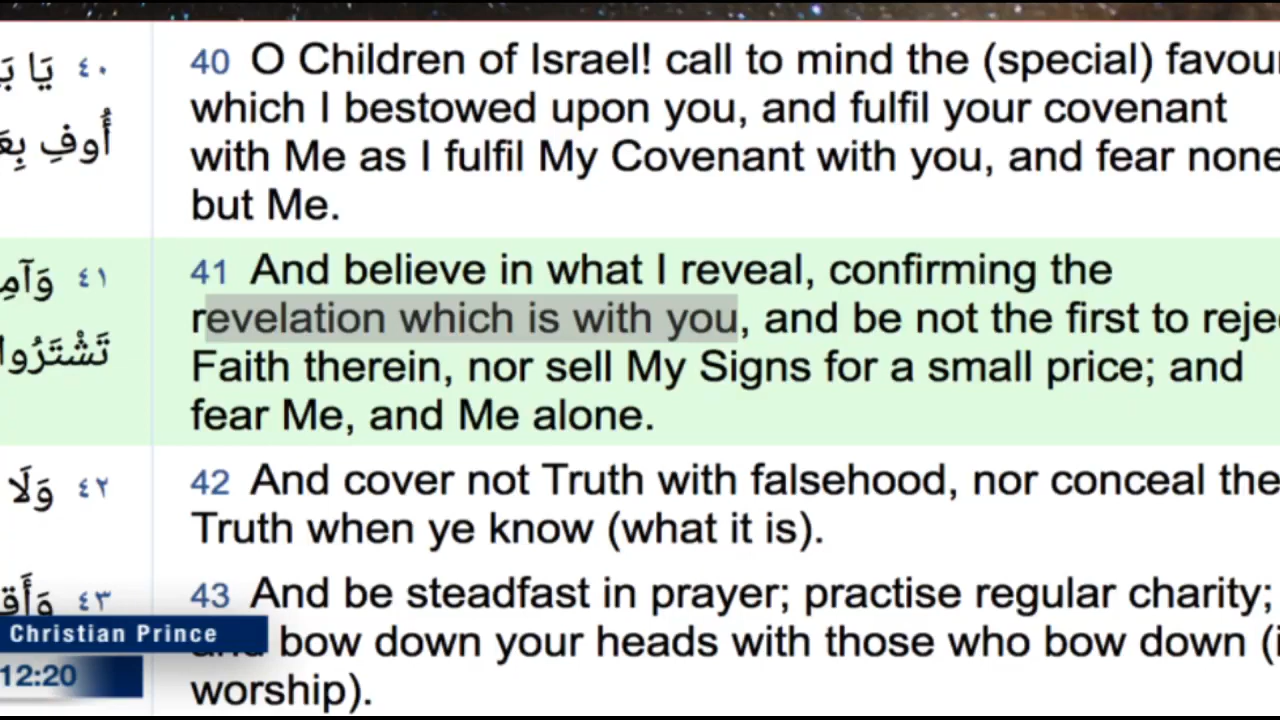 ٤٠ يَا
40 O Children of Israel! call to mind the (special) favou
which I bestowed upon you, and fulfil your covenant
أُوفِ
with Me as I fulfil My Covenant with you, and fear none
but Me.
٤١
41 And believe in what I reveal, confirming the
revelation which is with you, and be not the first to reje
تَشْتَرُوا
Faith therein, nor sell My Signs for a small price; and
fear Me, and Me alone.
٤٢ وَلَا
42 And cover not Truth with falsehood, nor conceal the
Truth when ye know (what it is).
٤٣
43 And be steadfast in prayer; practise regular charity;
Christian Prince
and bow down your heads with those who bow down (i
12:20
worship).